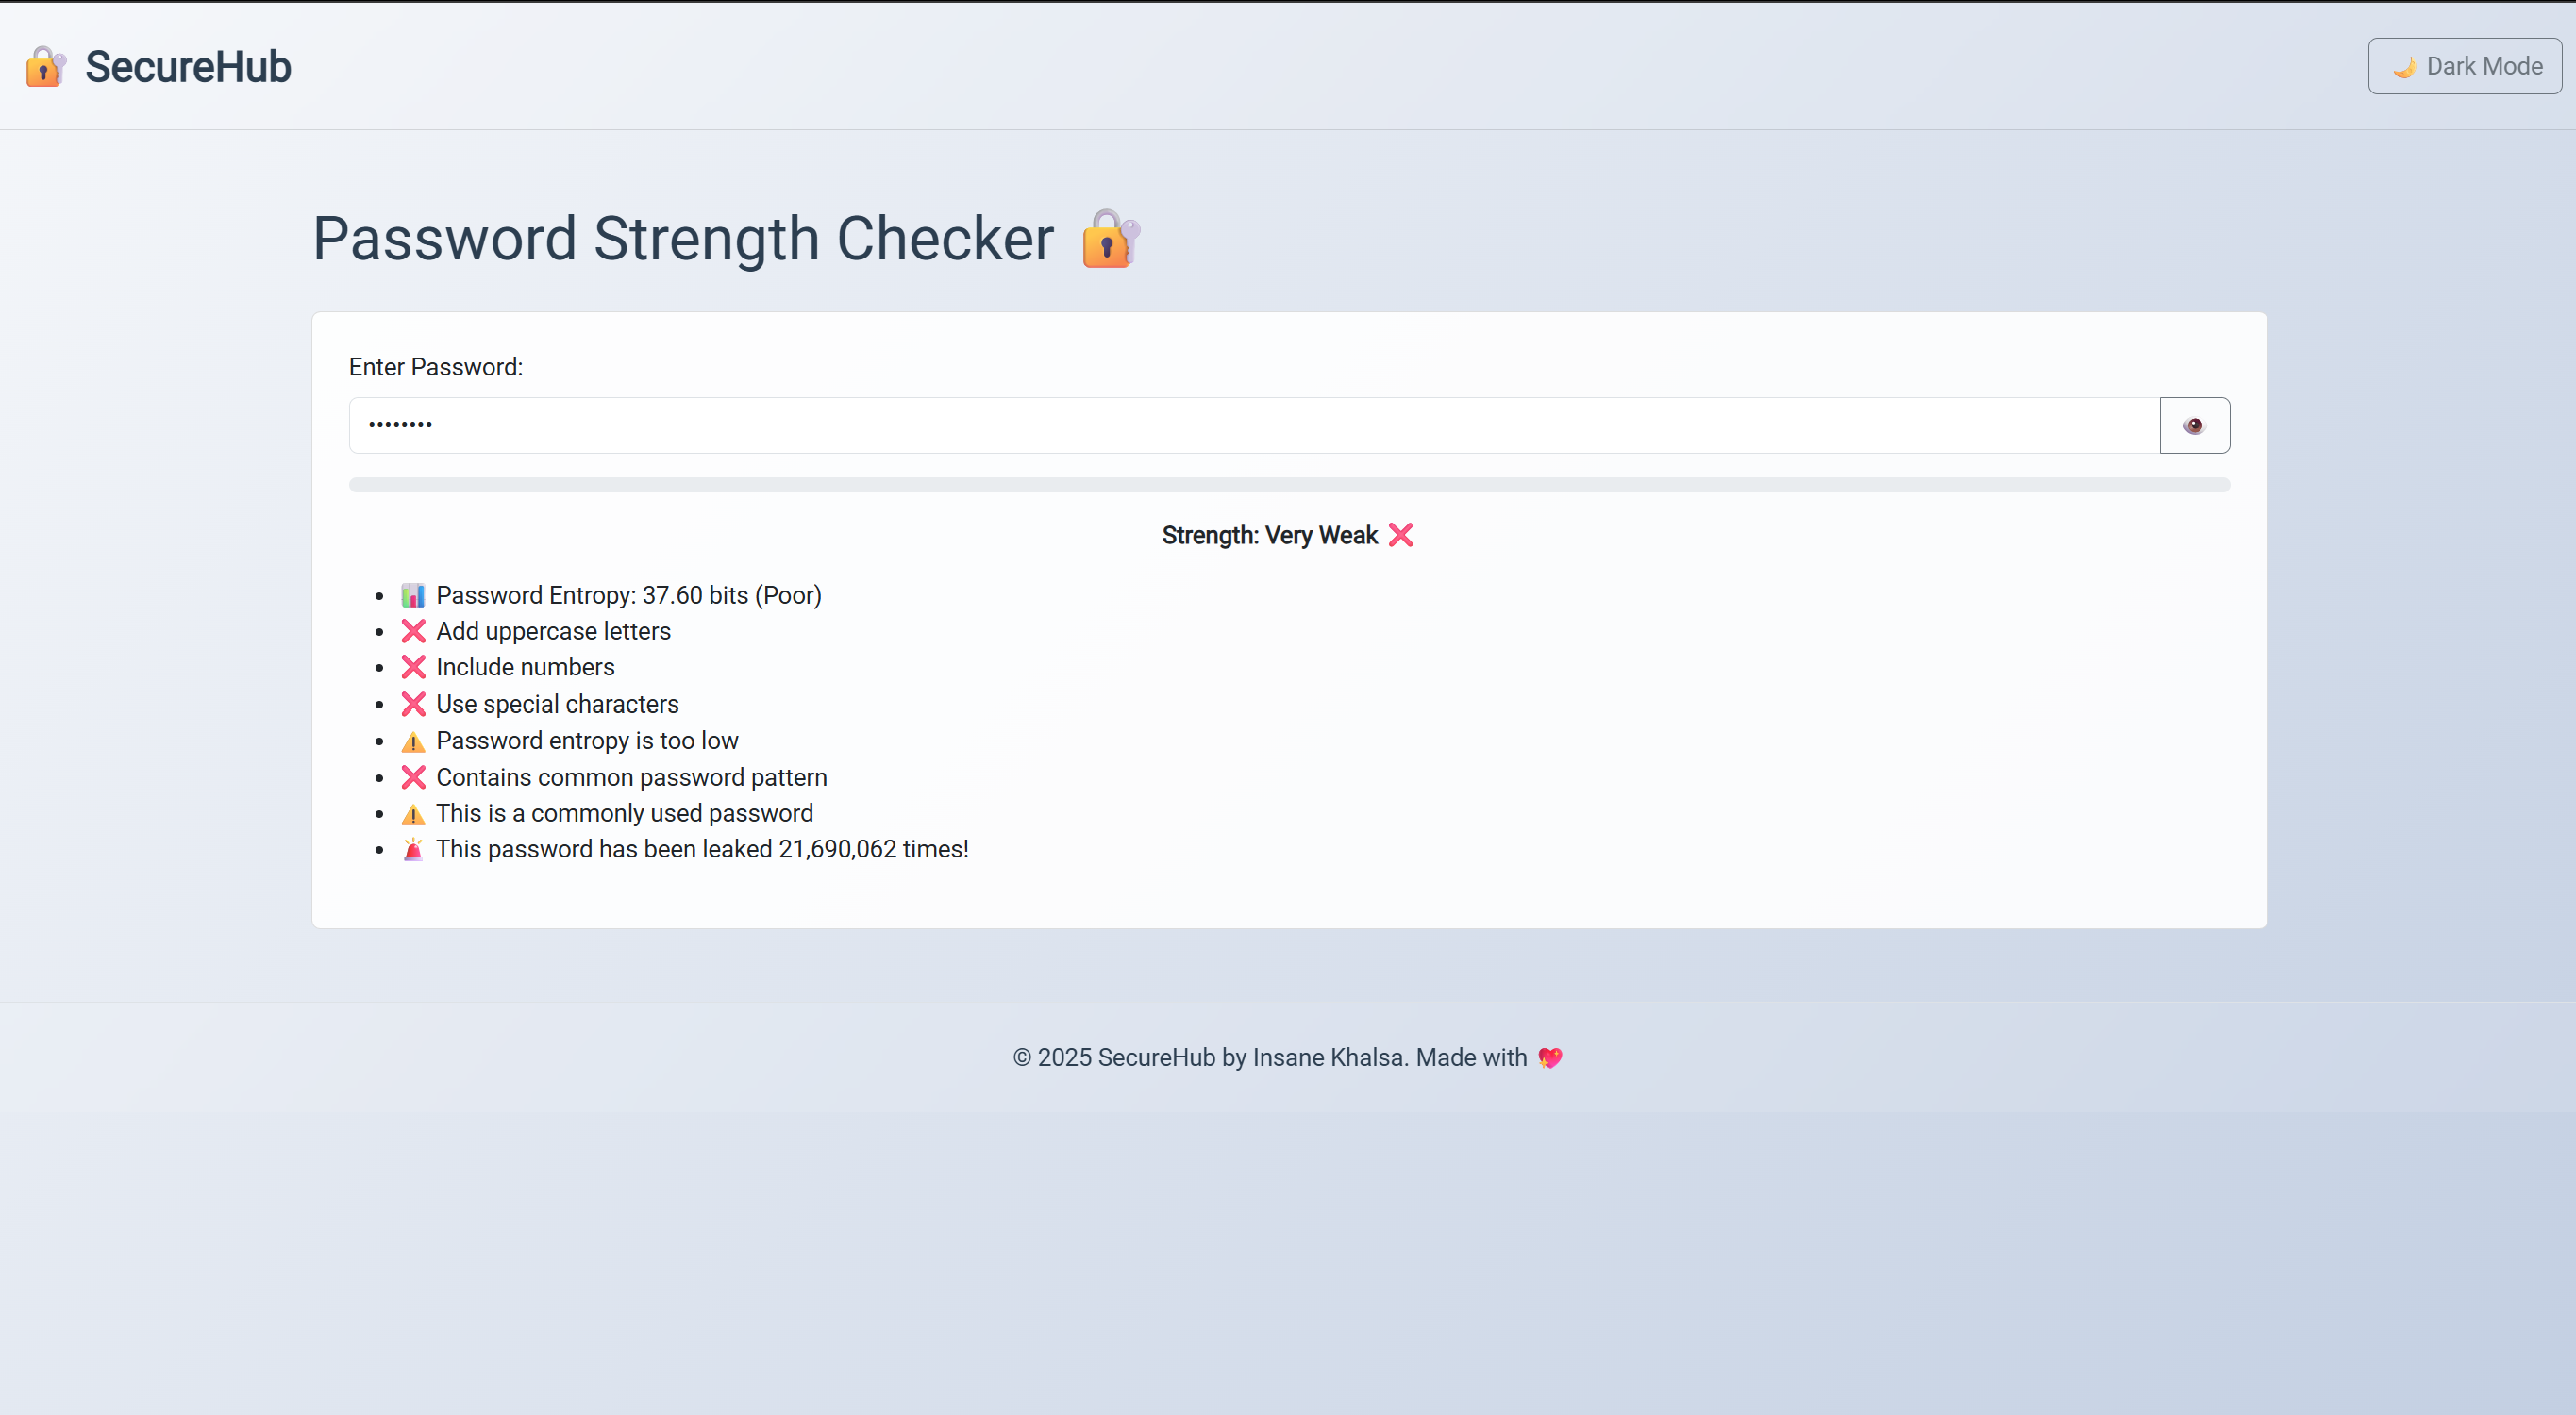 SecureHub
Dark Mode
Password Strength Checker
Enter Password:
••••••••
Strength: Very Weak
Password Entropy: 37.60 bits (Poor)
Add uppercase letters
Include numbers
Use special characters
Password entropy is too low
Contains common password pattern
This is a commonly used password
This password has been leaked 21,690,062 times!
© 2025 SecureHub by Insane Khalsa. Made with 💖